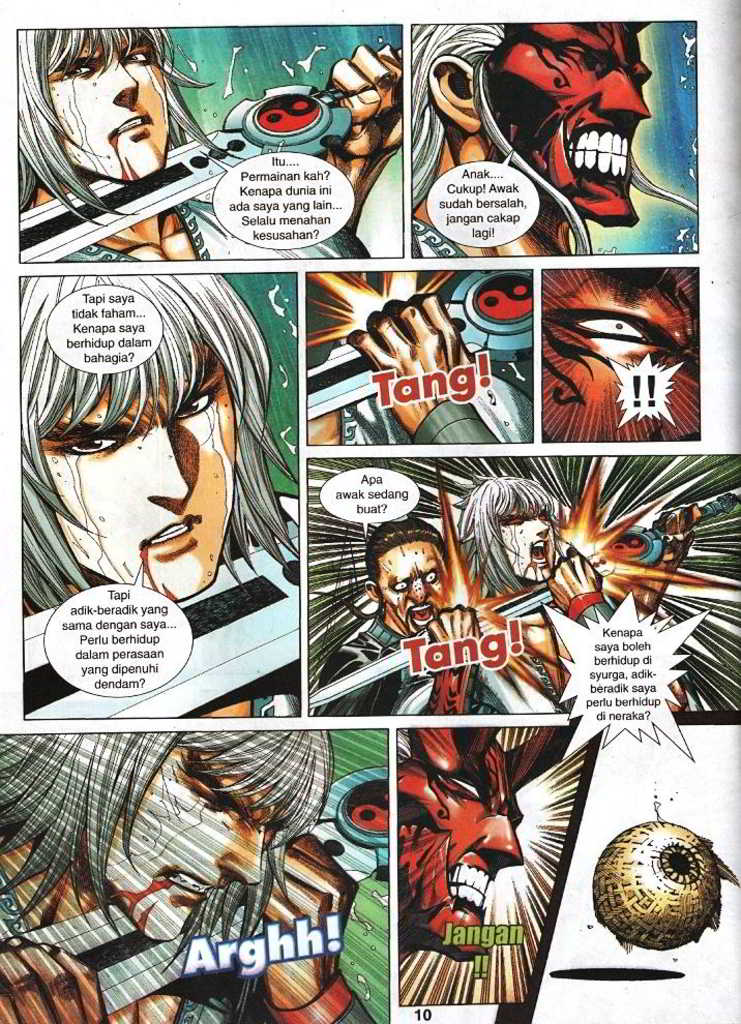 Itu....
Permainan kah?
Kenapa dunia ini
ada saya yang lain...
Selalu menahan
kesusahan?
Anak....
Cukup! Awak
sudah bersalah,
jangan cakap
lagi!
Tapi saya
tidak faham...
Kenapa saya
berhidup dalam
bahagia?
Tapi
adik-beradik yang
sama dengan saya...
Perlu berhidup
dalam perasaan
yang dipenuhi
dendam?
Tang!
!!
Apa
awak sedang
buat?
Tang!
Kenapa
saya boleh
berhidup di
syurga, adik-
beradik saya
perlu berhidup
di neraka?
Arghh!
Jangan
!!
10